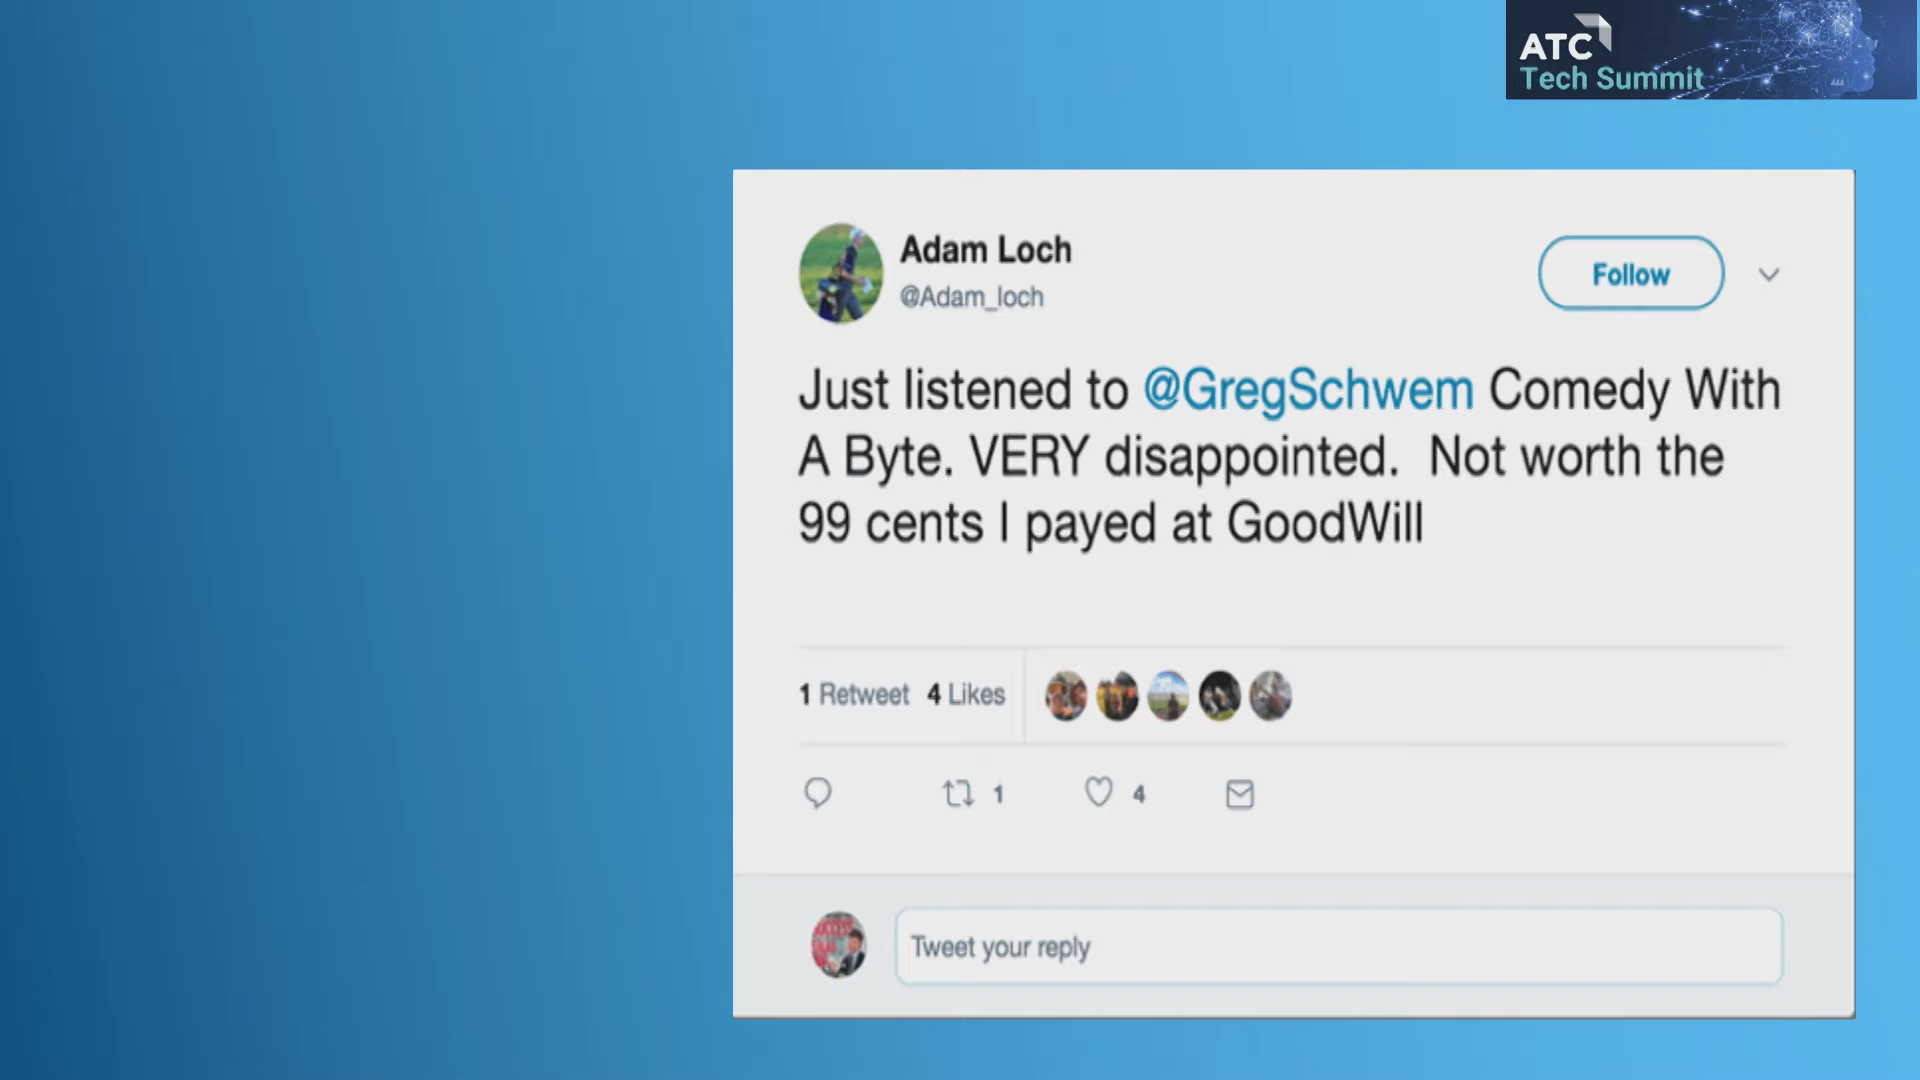 ATC
Tech Summit
Adam Loch
@Adam_loch
Follow
Just listened to @GregSchwem Comedy With
A Byte. VERY disappointed.  Not worth the
99 cents I payed at GoodWill
1 Retweet 4 Likes
1 4
Tweet your reply